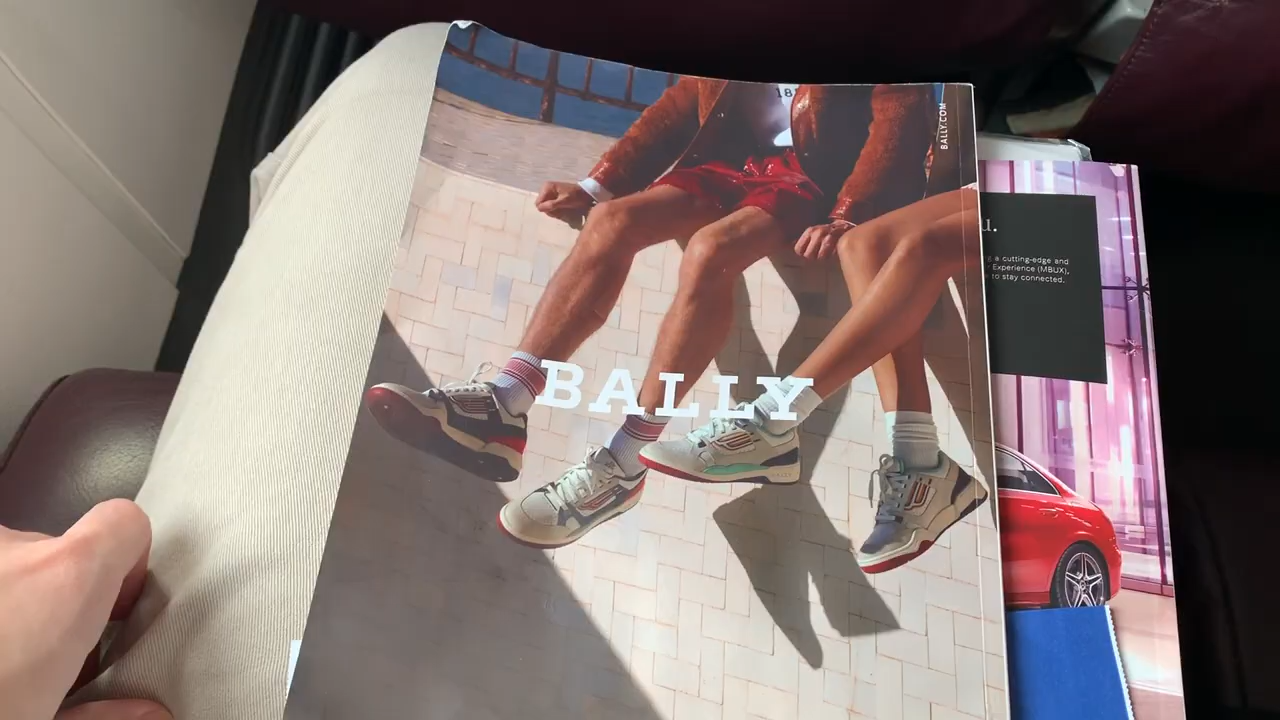 BALLY.COM
BALLY
u.
a cutting-edge and
Experience (MBUX),
to stay connected.